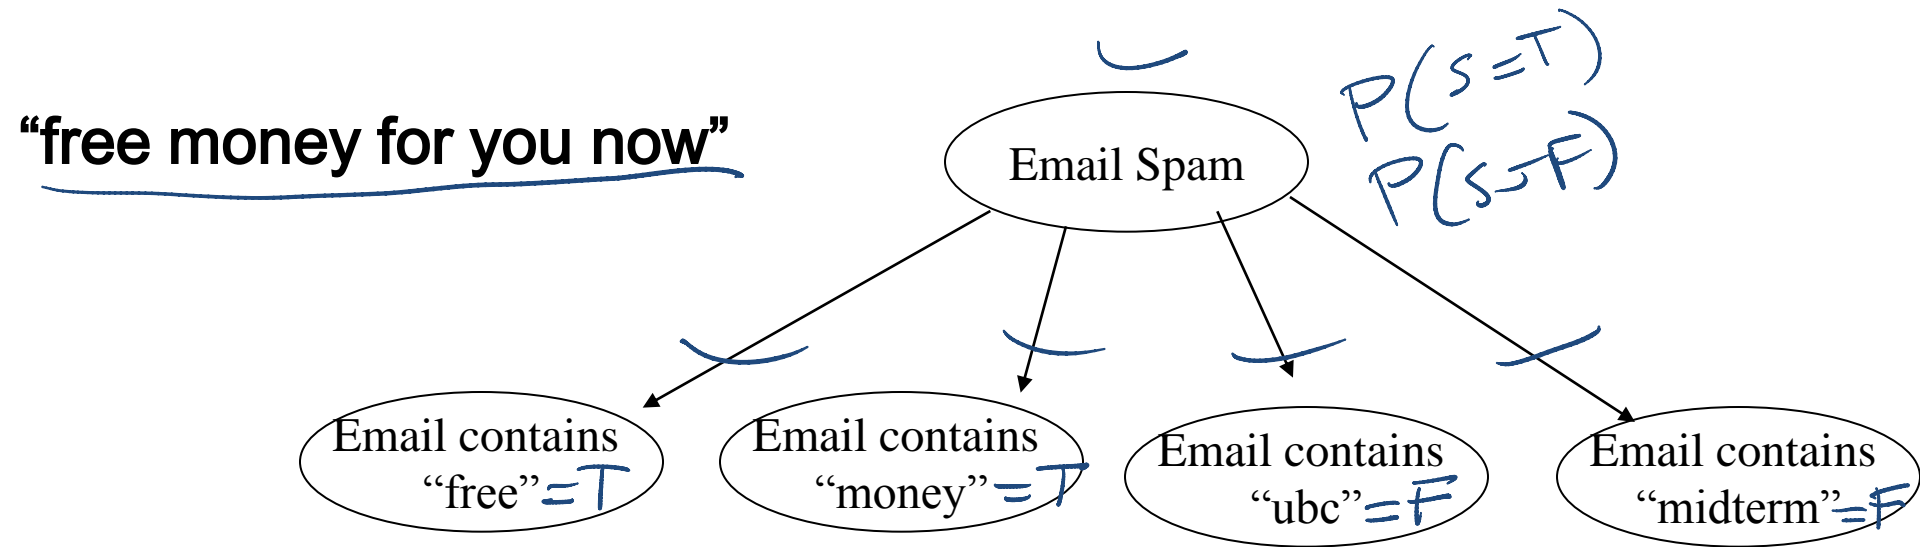 “free money for you now”
Email Spam
P(S=T)
P(S=F)
Email contains
“free”=T
Email contains
“money”=T
Email contains
“ubc”=F
Email contains
“midterm”=F